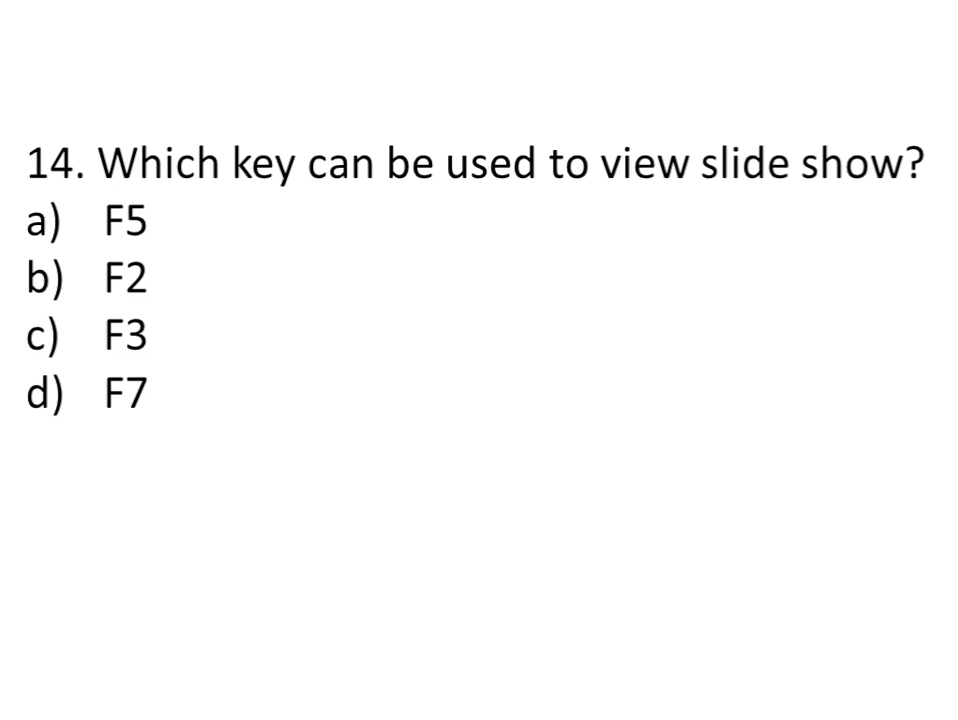 14. Which key can be used to view slide show?
a) F5
b) F2
c) F3
d) F7